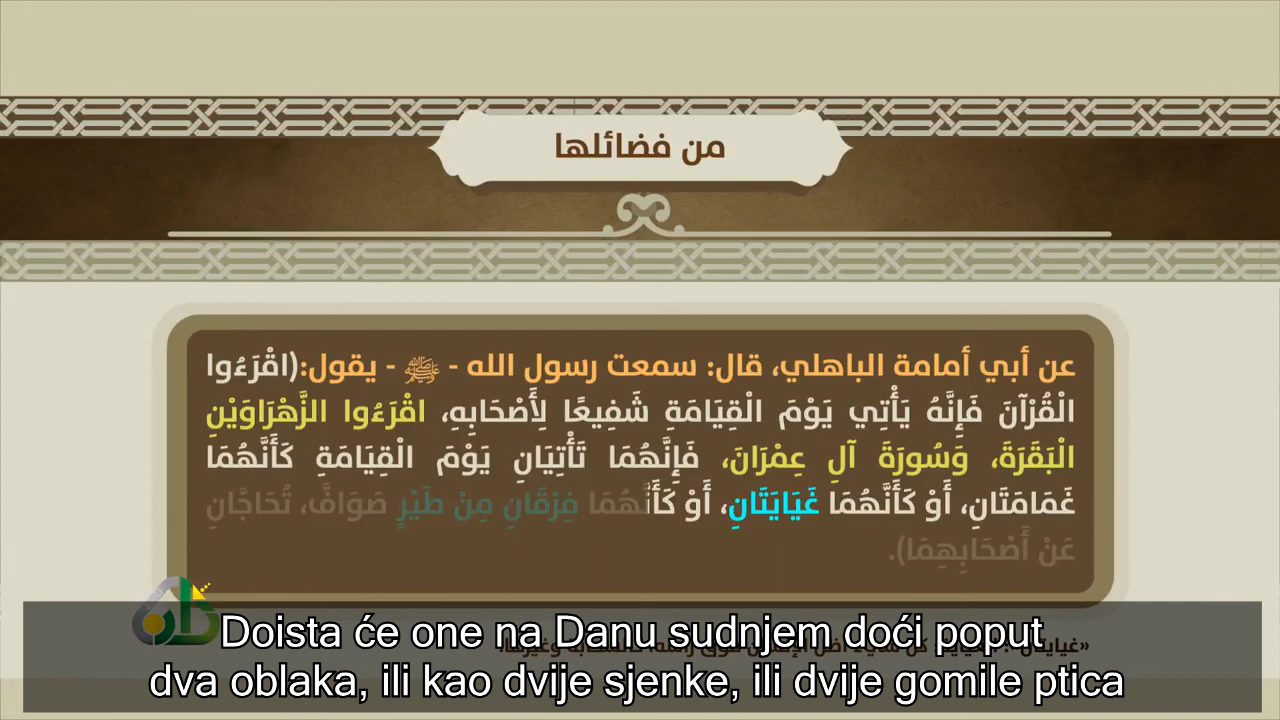 من فضائلها
عن أبي أمامة الباهلي، قال: سمعت رسول الله - ﷺ - يقول:(اقْرَءُوا
الْقُرْآنَ فَإِنَّهُ يَأْتِي يَوْمَ الْقِيَامَةِ شَفِيعًا لِأَصْحَابِهِ، اقْرَءُوا الزَّهْرَاوَيْنِ
الْبَقَرَةَ، وَسُورَةَ آلِ عِمْرَانَ، فَإِنَّهُمَا تَأْتِيَانِ يَوْمَ الْقِيَامَةِ كَأَنَّهُمَا
غَمَامَتَانِ، أَوْ كَأَنَّهُمَا غَيَايَتَانِ، أَوْ كَأَنَّهُمَا فِرْقَانِ مِنْ طَيْرٍ صَوَافَّ، تُحَاجَّانِ
عَنْ أَصْحَابِهِمَا).
«غيايتان»
Doista će one na Danu sudnjem doći poput
dva oblaka, ili kao dvije sjenke, ili dvije gomile ptica